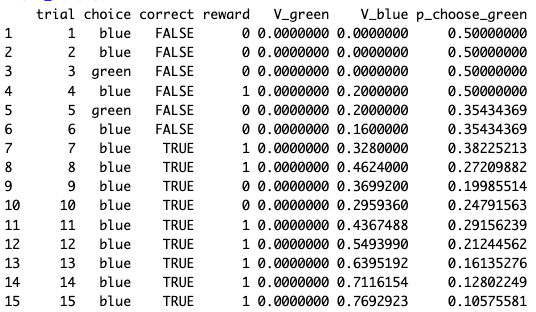 trial choice correct reward V_green V_blue p_choose_green
1 1 blue FALSE 0 0.0000000 0.0000000 0.50000000
2 2 blue FALSE 0 0.0000000 0.0000000 0.50000000
3 3 green FALSE 0 0.0000000 0.0000000 0.50000000
4 4 blue FALSE 1 0.0000000 0.2000000 0.50000000
5 5 green FALSE 0 0.0000000 0.2000000 0.35434369
6 6 blue FALSE 0 0.0000000 0.1600000 0.35434369
7 7 blue TRUE 1 0.0000000 0.3280000 0.38225213
8 8 blue TRUE 1 0.0000000 0.4624000 0.27209882
9 9 blue TRUE 0 0.0000000 0.3699200 0.19985514
10 10 blue TRUE 0 0.0000000 0.2959360 0.24791563
11 11 blue TRUE 1 0.0000000 0.4367488 0.29156239
12 12 blue TRUE 1 0.0000000 0.5493990 0.21244562
13 13 blue TRUE 1 0.0000000 0.6395192 0.16135276
14 14 blue TRUE 1 0.0000000 0.7116154 0.12802249
15 15 blue TRUE 1 0.0000000 0.7692923 0.10575581